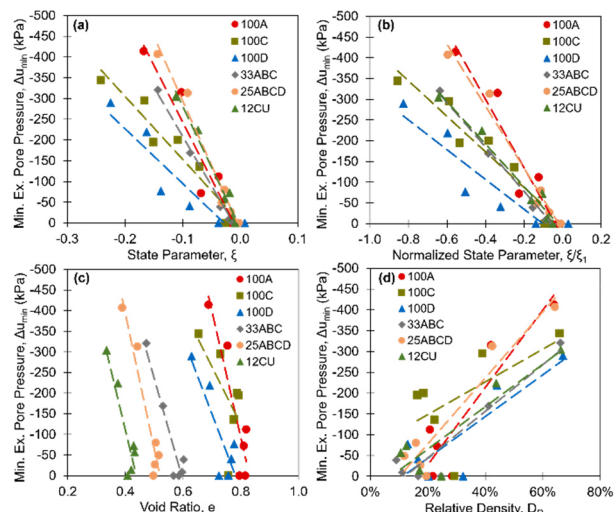 (a)
Min. Ex. Pore Pressure, Δu_min (kPa)
-500
-450
-400
-350
-300
-250
-200
-150
-100
-50
0
-0.3
-0.2
-0.1
0.0
0.1
State Parameter, ξ
100A
100C
100D
33ABC
25ABCD
12CU
(b)
Min. Ex. Pore Pressure, Δu_min (kPa)
-500
-450
-400
-350
-300
-250
-200
-150
-100
-50
0
-1.0
-0.8
-0.6
-0.4
-0.2
0.0
0.2
Normalized State Parameter, ξ/ξ₁
100A
100C
100D
33ABC
25ABCD
12CU
(c)
Min. Ex. Pore Pressure, Δu_min (kPa)
-500
-450
-400
-350
-300
-250
-200
-150
-100
-50
0
0.2
0.4
0.6
0.8
1.0
Void Ratio, e
100A
100C
100D
33ABC
25ABCD
12CU
(d)
Min. Ex. Pore Pressure, Δu_min (kPa)
-500
-450
-400
-350
-300
-250
-200
-150
-100
-50
0
0%
20%
40%
60%
80%
Relative Density,
100A
100C
100D
33ABC
25ABCD
12CU